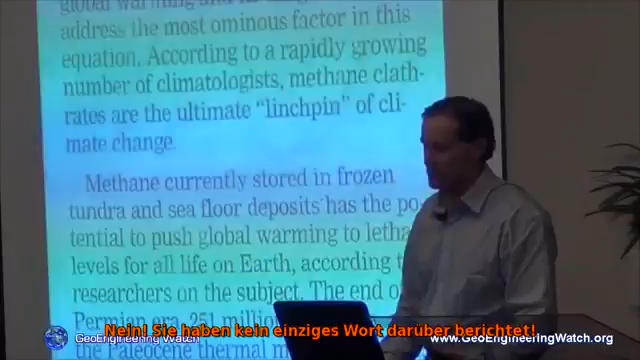 global warming and
address the most ominous factor in this
equation. According to a rapidly growing
number of climatologists, methane clath-
rates are the ultimate "linchpin" of cli-
mate change.
Methane currently stored in frozen
tundra and sea floor deposits has the po-
tential to push global warming to letha
levels for all life on Earth, according t
researchers on the subject. The end o
Permian era, 251 millio
the Paleocene thermal m
Nein! Sie haben kein einziges Wort darüber berichtet!
GeoEngineering Watch
www.GeoEngineeringWatch.org